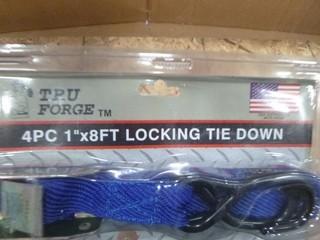 TRU
FORGE TM
4PC 1"x8FT LOCKING TIE DOWN